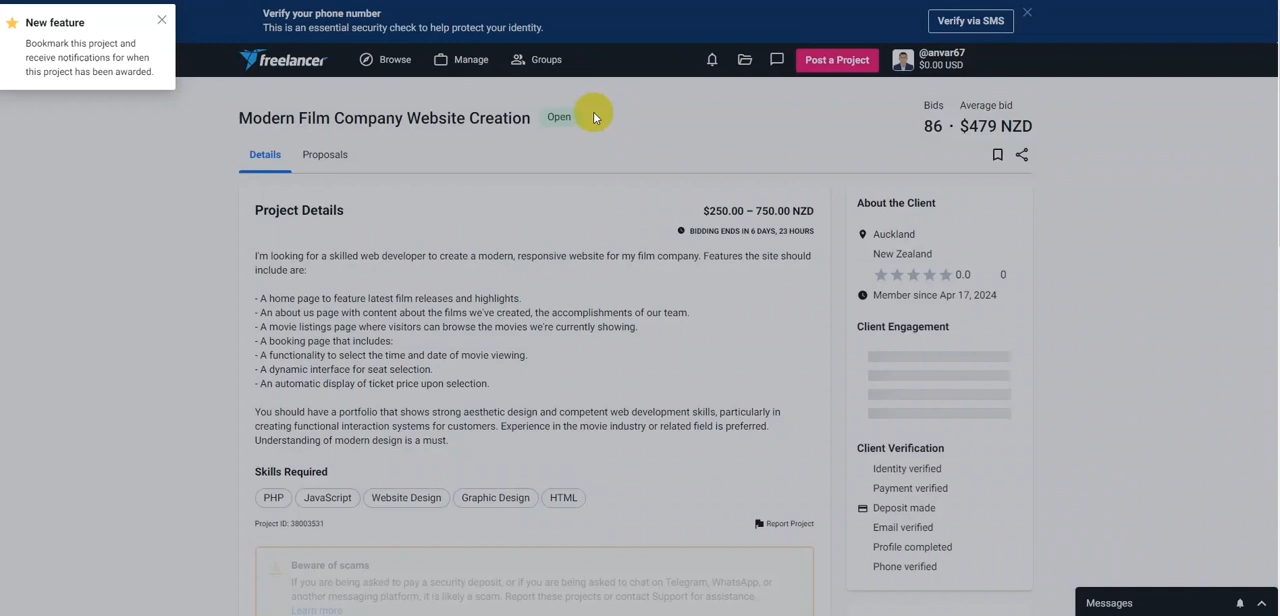 New feature
Bookmark this project and
receive notifications for when
this project has been awarded.
Verify your phone number
This is an essential security check to help protect your identity.
Verify via SMS
freelancer
Browse
Manage
Groups
Post a Project
@anvar67
$0.00 USD
Modern Film Company Website Creation
Open
Bids
Average bid
86 · $479 NZD
Details
Proposals
Project Details
$250.00 – 750.00 NZD
BIDDING ENDS IN 6 DAYS, 23 HOURS
I'm looking for a skilled web developer to create a modern, responsive website for my film company. Features the site should
include are:
- A home page to feature latest film releases and highlights.
- An about us page with content about the films we've created, the accomplishments of our team.
- A movie listings page where visitors can browse the movies we're currently showing.
- A booking page that includes:
- A functionality to select the time and date of movie viewing.
- A dynamic interface for seat selection.
- An automatic display of ticket price upon selection.
You should have a portfolio that shows strong aesthetic design and competent web development skills, particularly in
creating functional interaction systems for customers. Experience in the movie industry or related field is preferred.
Understanding of modern design is a must.
Skills Required
PHP
JavaScript
Website Design
Graphic Design
HTML
Project ID: 38003531
Report Project
Beware of scams
If you are being asked to pay a security deposit, or if you are being asked to chat on Telegram, WhatsApp, or
another messaging platform, it is likely a scam. Report these projects or contact Support for assistance.
Learn more
About the Client
Auckland
New Zealand
0.0
0
Member since Apr 17, 2024
Client Engagement
Client Verification
Identity verified
Payment verified
Deposit made
Email verified
Profile completed
Phone verified
Messages